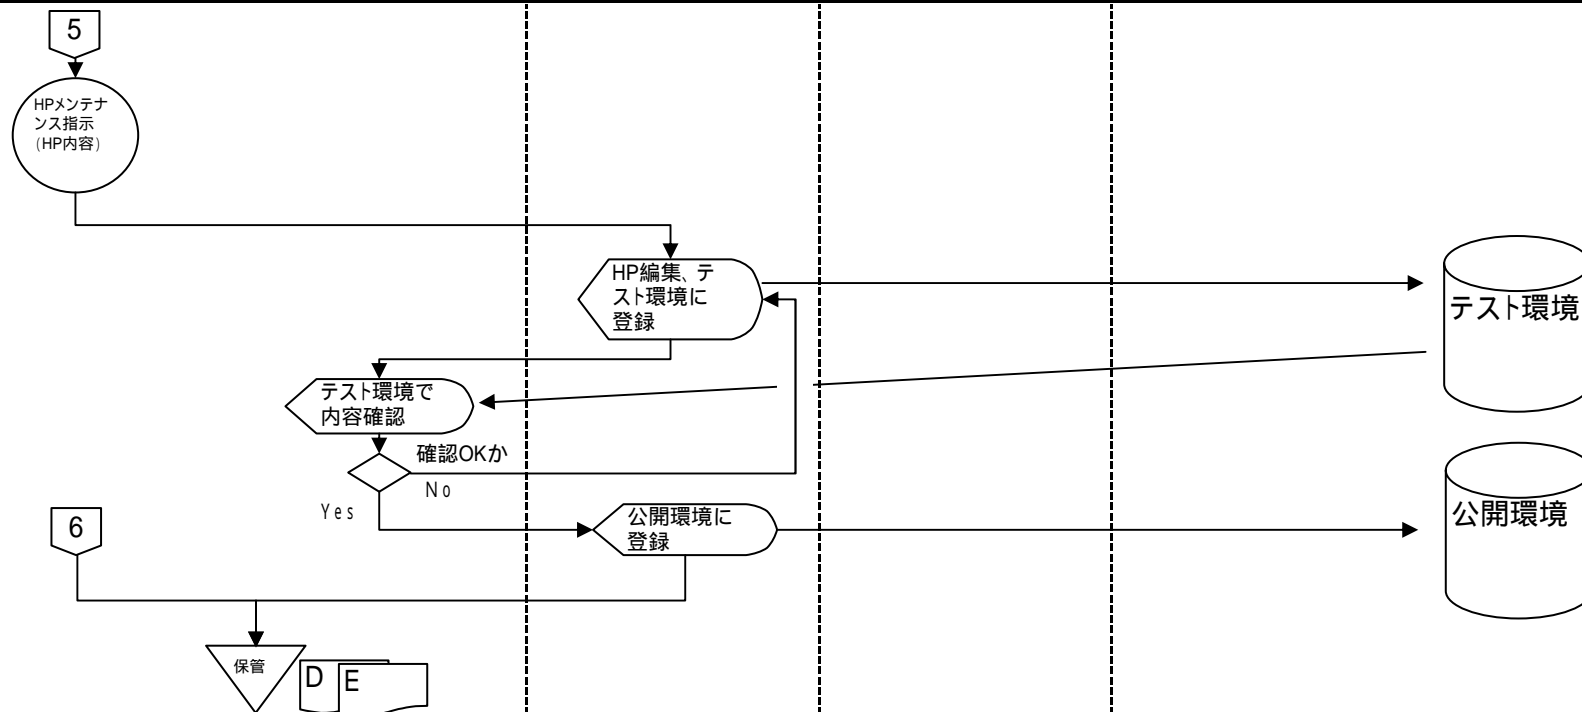 5
HPメンテナ
ンス指示
(HP内容)
HP編集、テ
スト環境に
登録
テスト環境
テスト環境で
内容確認
確認OKか
No
Yes
公開環境に
登録
公開環境
6
保管
D
E